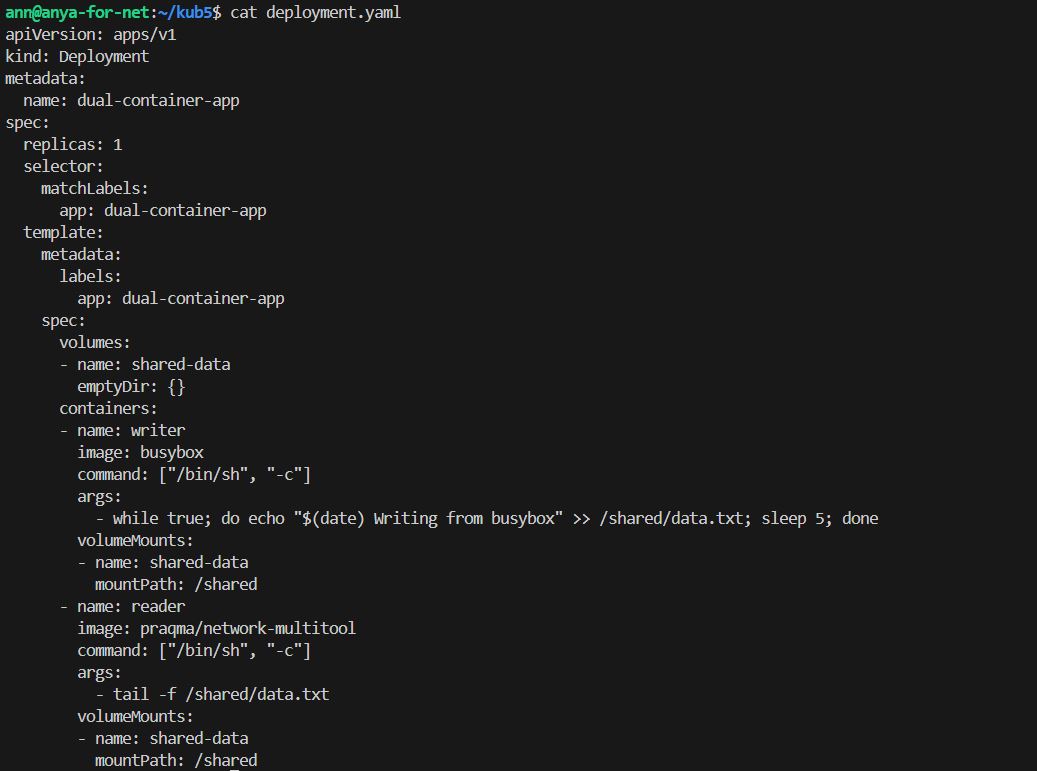 ann@anya-for-net:~/kub5$ cat deployment.yaml
apiVersion: apps/v1
kind: Deployment
metadata:
  name: dual-container-app
spec:
  replicas: 1
  selector:
    matchLabels:
      app: dual-container-app
  template:
    metadata:
      labels:
        app: dual-container-app
    spec:
      volumes:
      - name: shared-data
        emptyDir: {}
      containers:
      - name: writer
        image: busybox
        command: ["/bin/sh", "-c"]
        args:
          - while true; do echo "$(date) Writing from busybox" >> /shared/data.txt; sleep 5; done
        volumeMounts:
        - name: shared-data
          mountPath: /shared
      - name: reader
        image: praqma/network-multitool
        command: ["/bin/sh", "-c"]
        args:
          - tail -f /shared/data.txt
        volumeMounts:
        - name: shared-data
          mountPath: /shared